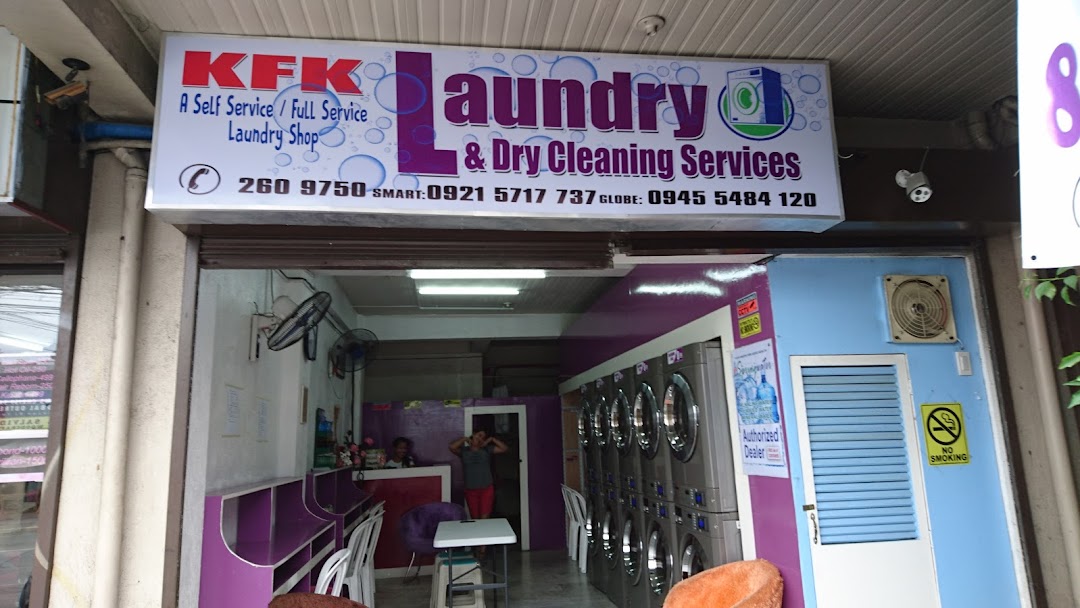 KFK
A Self Service / Full Service
Laundry Shop
Laundry
& Dry Cleaning Services
260 9750 SMART: 0921 5717 737 GLOBE: 0945 5484 120
8
Authorized
Dealer
NO
SMOKING